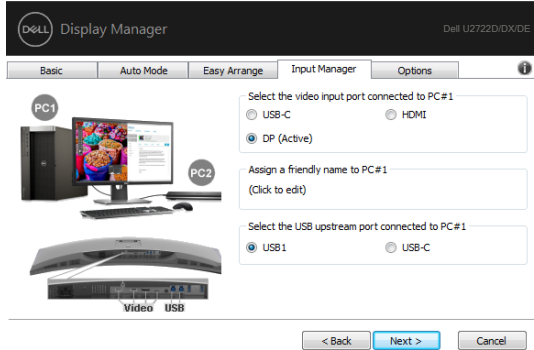 DELL Display Manager
Dell U2722D/DX/DE
Basic Auto Mode Easy Arrange Input Manager Options
PC1
PC2
Video USB
Select the video input port connected to PC#1
USB-C HDMI
DP (Active)
Assign a friendly name to PC#1
(Click to edit)
Select the USB upstream port connected to PC#1
USB1 USB-C
< Back Next > Cancel